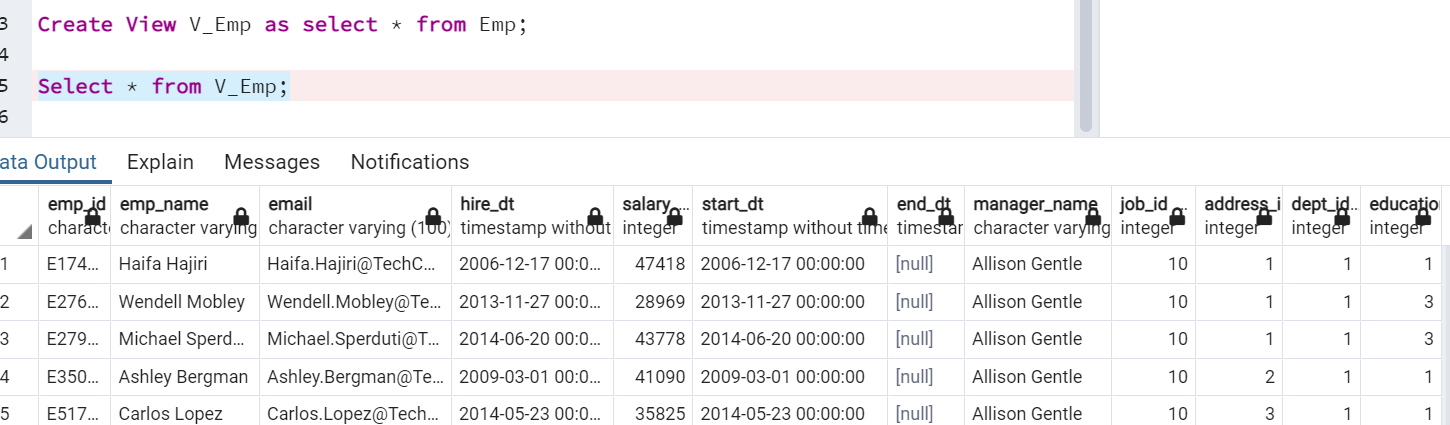 3 Create View V_Emp as select * from Emp;
4
5 Select * from V_Emp;
6
ata Output Explain Messages Notifications
emp_id emp_name email hire_dt salary_... start_dt end_dt manager_name job_id ... address_i dept_id... educatio
charact character varying character varying (100) timestamp without integer timestamp without time timestar character varying integer integer integer integer
1 E174... Haifa Hajiri Haifa.Hajiri@TechC... 2006-12-17 00:0... 47418 2006-12-17 00:00:00 [null] Allison Gentle 10 1 1 1
2 E276... Wendell Mobley Wendell.Mobley@Te... 2013-11-27 00:0... 28969 2013-11-27 00:00:00 [null] Allison Gentle 10 1 1 3
3 E279... Michael Sperd... Michael.Sperduti@T... 2014-06-20 00:0... 43778 2014-06-20 00:00:00 [null] Allison Gentle 10 1 1 3
4 E350... Ashley Bergman Ashley.Bergman@Te... 2009-03-01 00:0... 41090 2009-03-01 00:00:00 [null] Allison Gentle 10 2 1 1
5 E517... Carlos Lopez Carlos.Lopez@Tech... 2014-05-23 00:0... 35825 2014-05-23 00:00:00 [null] Allison Gentle 10 3 1 1